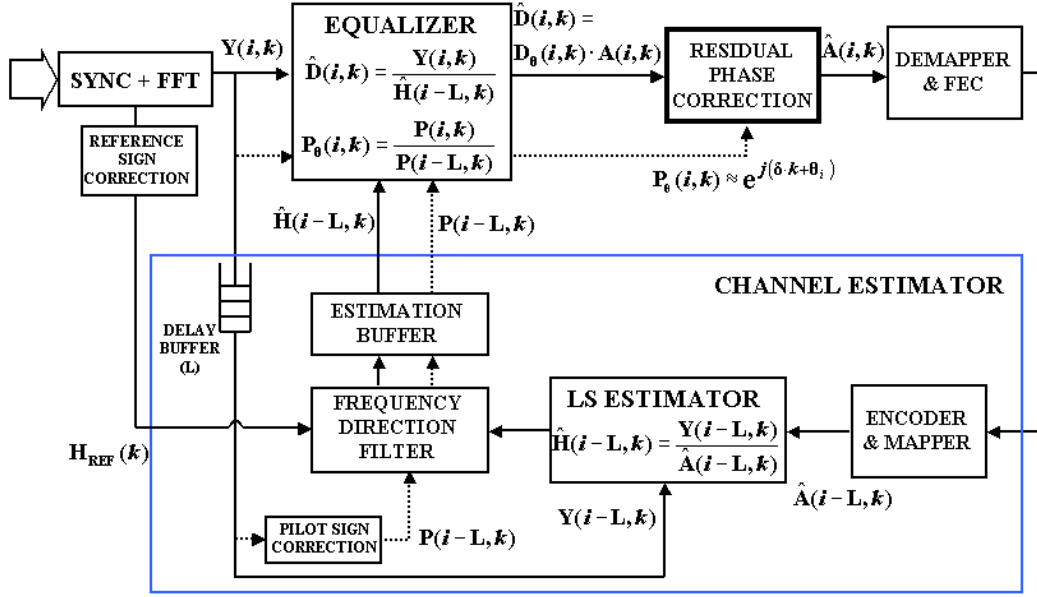 EQUALIZER
D̂(i,k) =
Y(i,k)
D_θ(i,k)·A(i,k)
Â(i,k)
SYNC + FFT
D̂(i,k) = Y(i,k) / Ĥ(i−L,k)
RESIDUAL
PHASE
CORRECTION
DEMAPPER
& FEC
REFERENCE
SIGN
CORRECTION
P_θ(i,k) = P(i,k) / P(i−L,k)
P_θ(i,k) ≈ e^{j(δ·k+θ_i)}
Ĥ(i−L,k)
P(i−L,k)
CHANNEL ESTIMATOR
ESTIMATION
BUFFER
DELAY
BUFFER
(L)
FREQUENCY
DIRECTION
FILTER
LS ESTIMATOR
Ĥ(i−L,k) = Y(i−L,k) / Â(i−L,k)
ENCODER
& MAPPER
H_REF(k)
Â(i−L,k)
Y(i−L,k)
PILOT SIGN
CORRECTION
P(i−L,k)